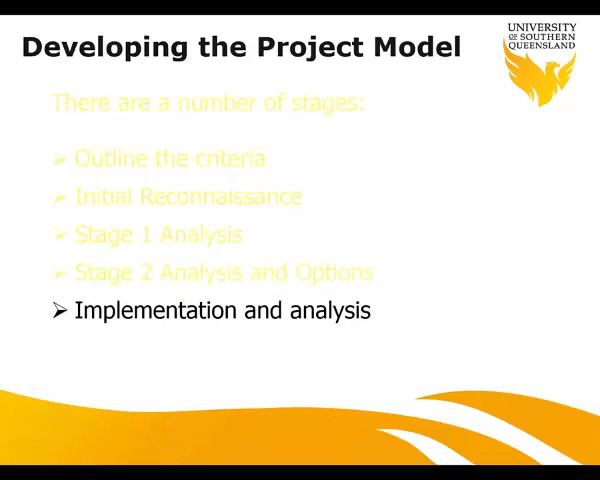 Developing the Project Model
UNIVERSITY
OF SOUTHERN
QUEENSLAND
There are a number of stages:
➢ Outline the criteria
➢ Initial Reconnaissance
➢ Stage 1 Analysis
➢ Stage 2 Analysis and Options
➢ Implementation and analysis